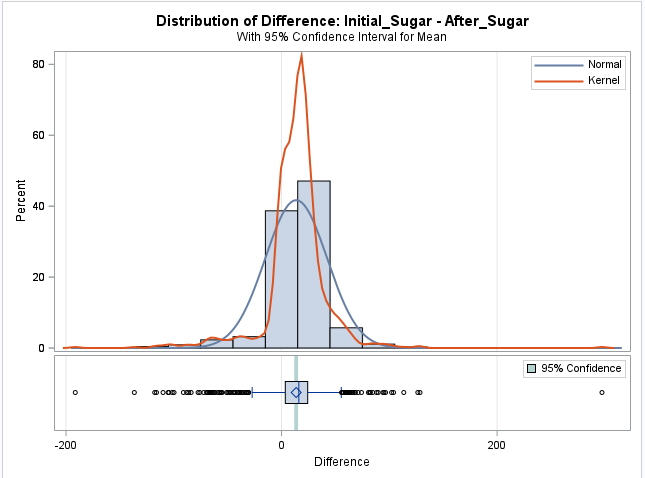 Distribution of Difference: Initial_Sugar - After_Sugar
With 95% Confidence Interval for Mean
Normal
Kernel
80
60
40
20
0
Percent
95% Confidence
-200
0
200
Difference